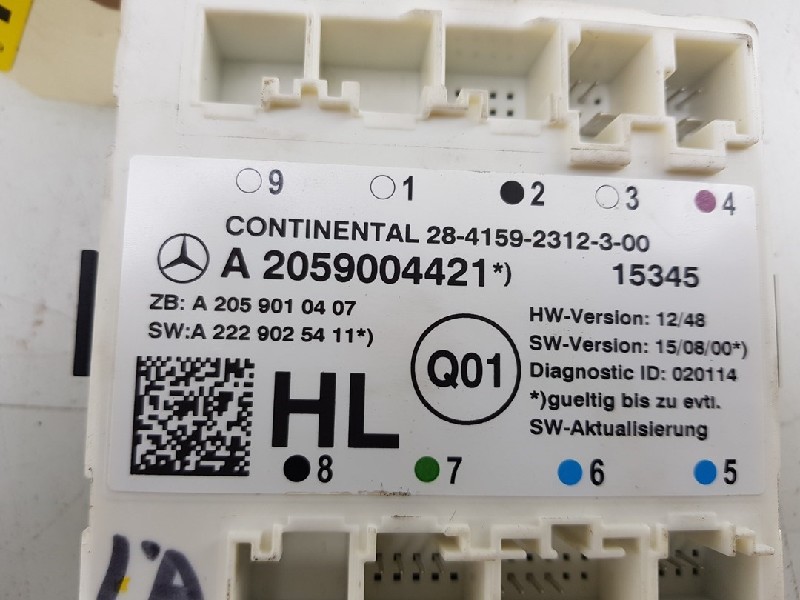 9 1 2 3 4
CONTINENTAL 28-4159-2312-3-00
A 2059004421*) 15345
ZB: A 205 901 04 07
SW:A 222 902 54 11*)
Q01
HW-Version: 12/48
SW-Version: 15/08/00*)
Diagnostic ID: 020114
*)gueltig bis zu evtl.
SW-Aktualisierung
HL
8 7 6 5